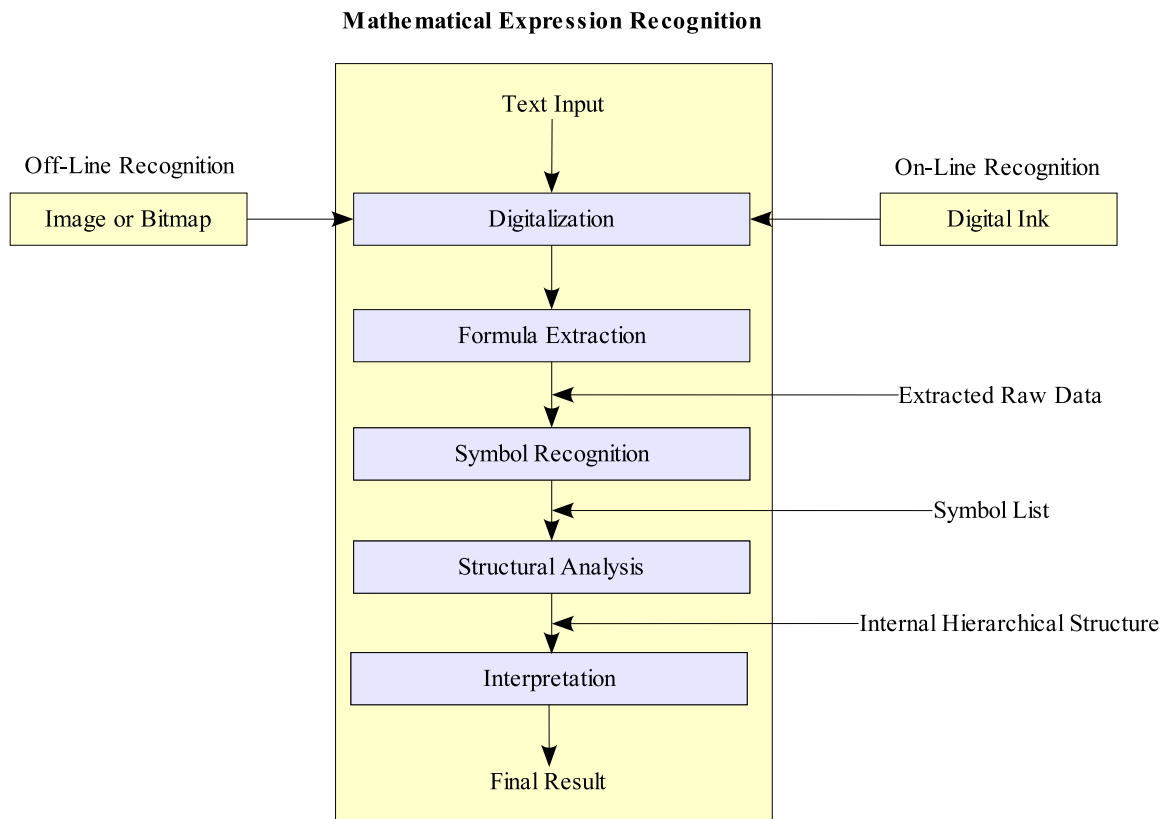 Mathematical Expression Recognition
Text Input
Off-Line Recognition
On-Line Recognition
Image or Bitmap
Digitalization
Digital Ink
Formula Extraction
Extracted Raw Data
Symbol Recognition
Symbol List
Structural Analysis
Internal Hierarchical Structure
Interpretation
Final Result